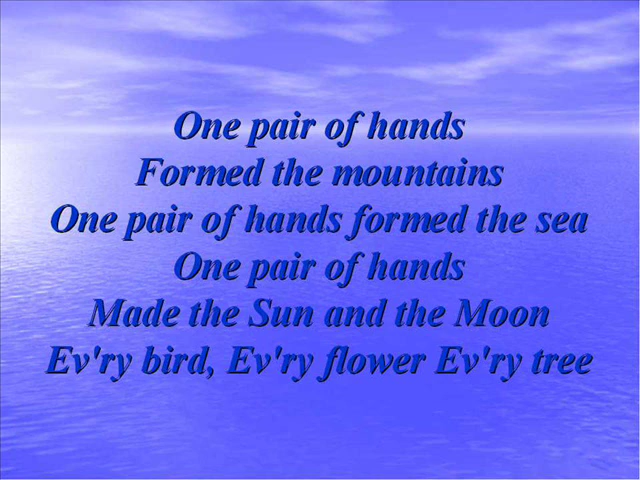 One pair of hands
Formed the mountains
One pair of hands formed the sea
One pair of hands
Made the Sun and the Moon
Ev'ry bird, Ev'ry flower Ev'ry tree